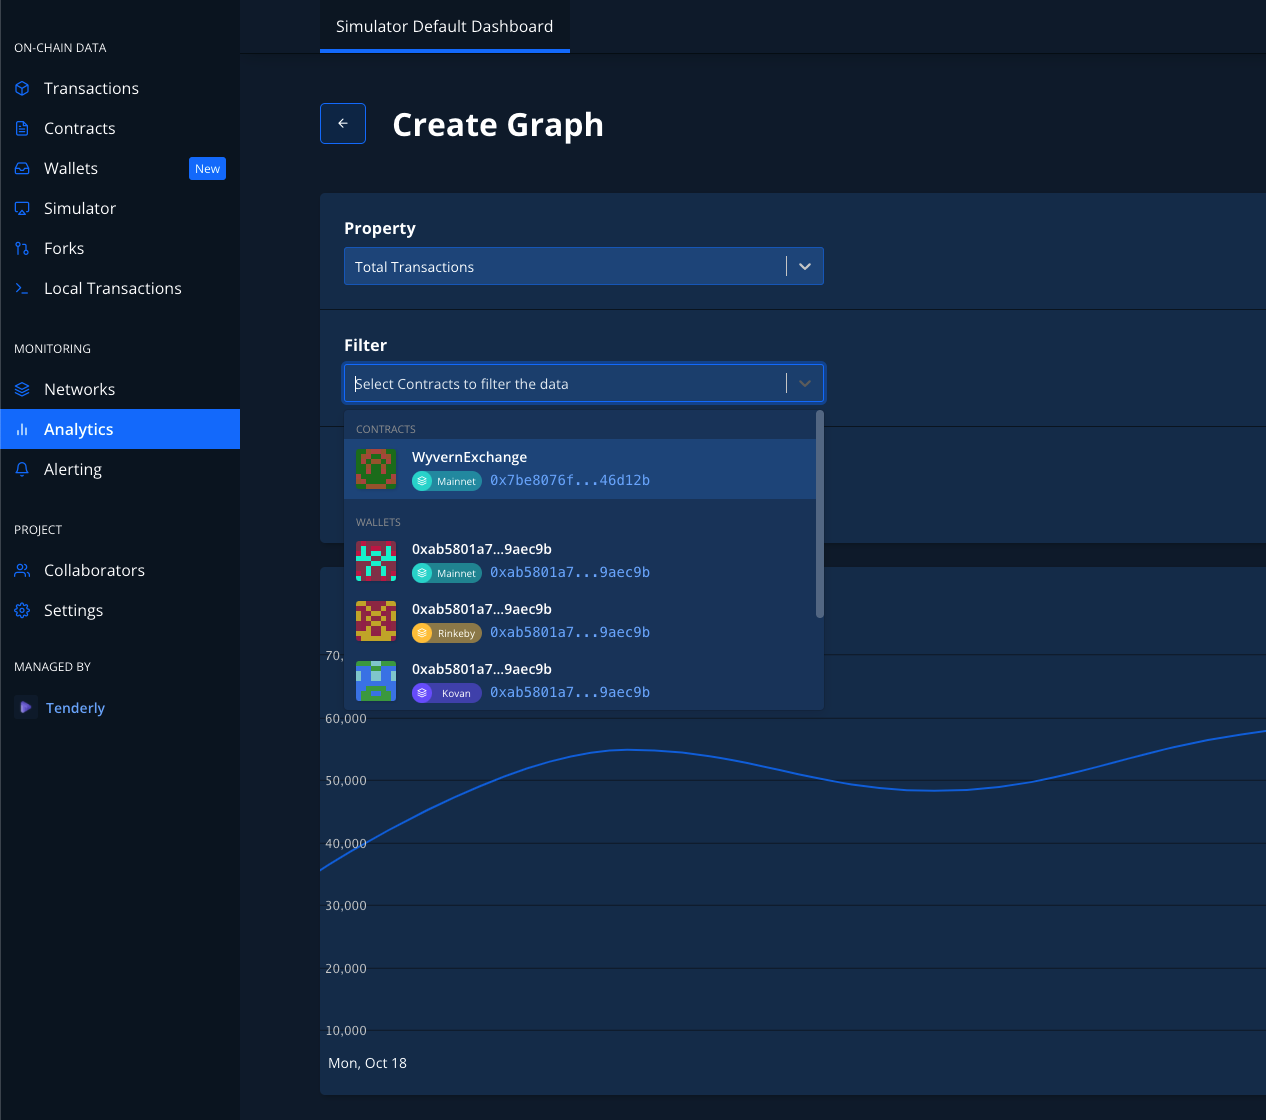 ON-CHAIN DATA
Transactions
Contracts
Wallets New
Simulator
Forks
Local Transactions
MONITORING
Networks
Analytics
Alerting
PROJECT
Collaborators
Settings
MANAGED BY
Tenderly
Simulator Default Dashboard
Create Graph
Property
Total Transactions
Filter
Select Contracts to filter the data
CONTRACTS
WyvernExchange
Mainnet 0x7be8076f...46d12b
WALLETS
0xab5801a7...9aec9b
Mainnet 0xab5801a7...9aec9b
0xab5801a7...9aec9b
Rinkeby 0xab5801a7...9aec9b
0xab5801a7...9aec9b
Kovan 0xab5801a7...9aec9b
70,
60,000
50,000
40,000
30,000
20,000
10,000
Mon, Oct 18